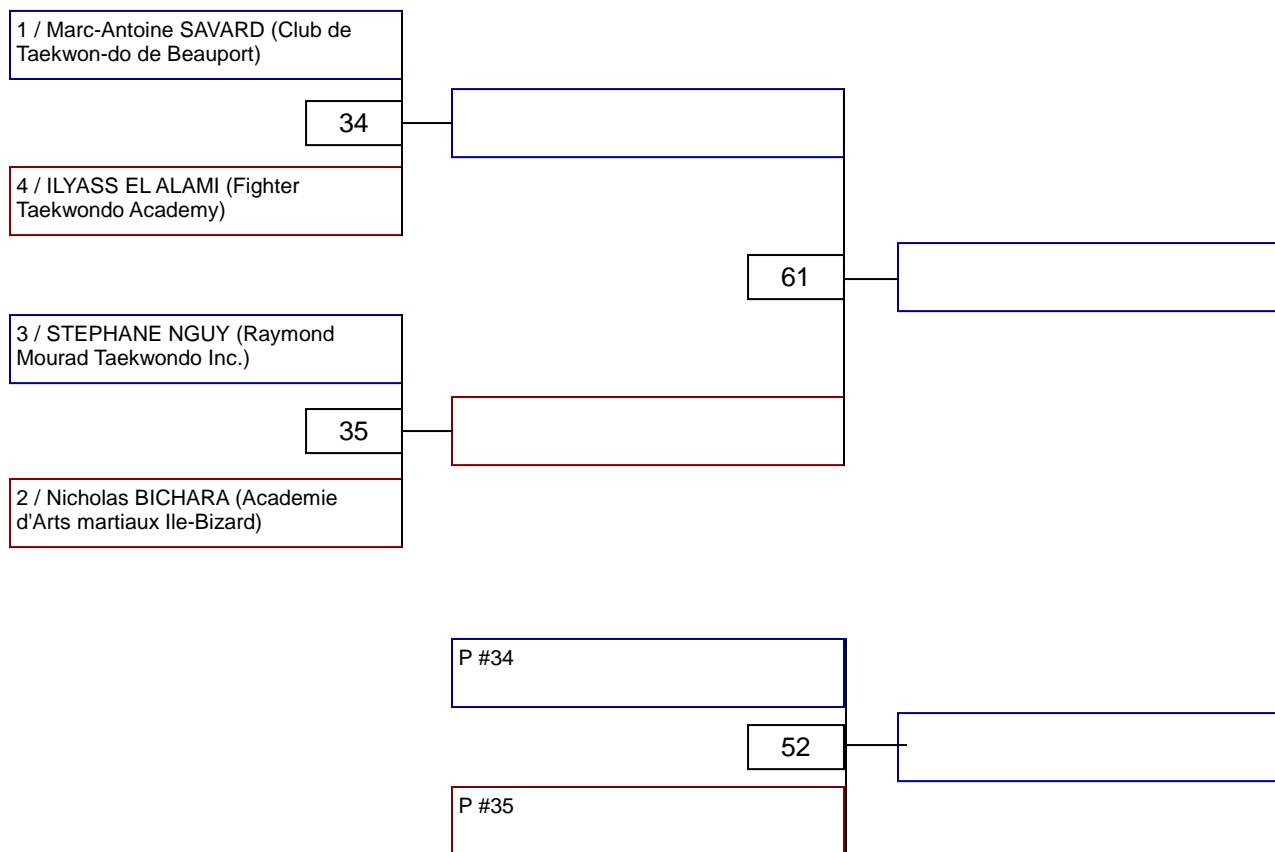 1 / Marc-Antoine SAVARD (Club de
Taekwon-do de Beauport)
34
4 / ILYASS EL ALAMI (Fighter
Taekwondo Academy)
61
3 / STEPHANE NGUY (Raymond
Mourad Taekwondo Inc.)
35
2 / Nicholas BICHARA (Academie
d'Arts martiaux Ile-Bizard)
P #34
52
P #35